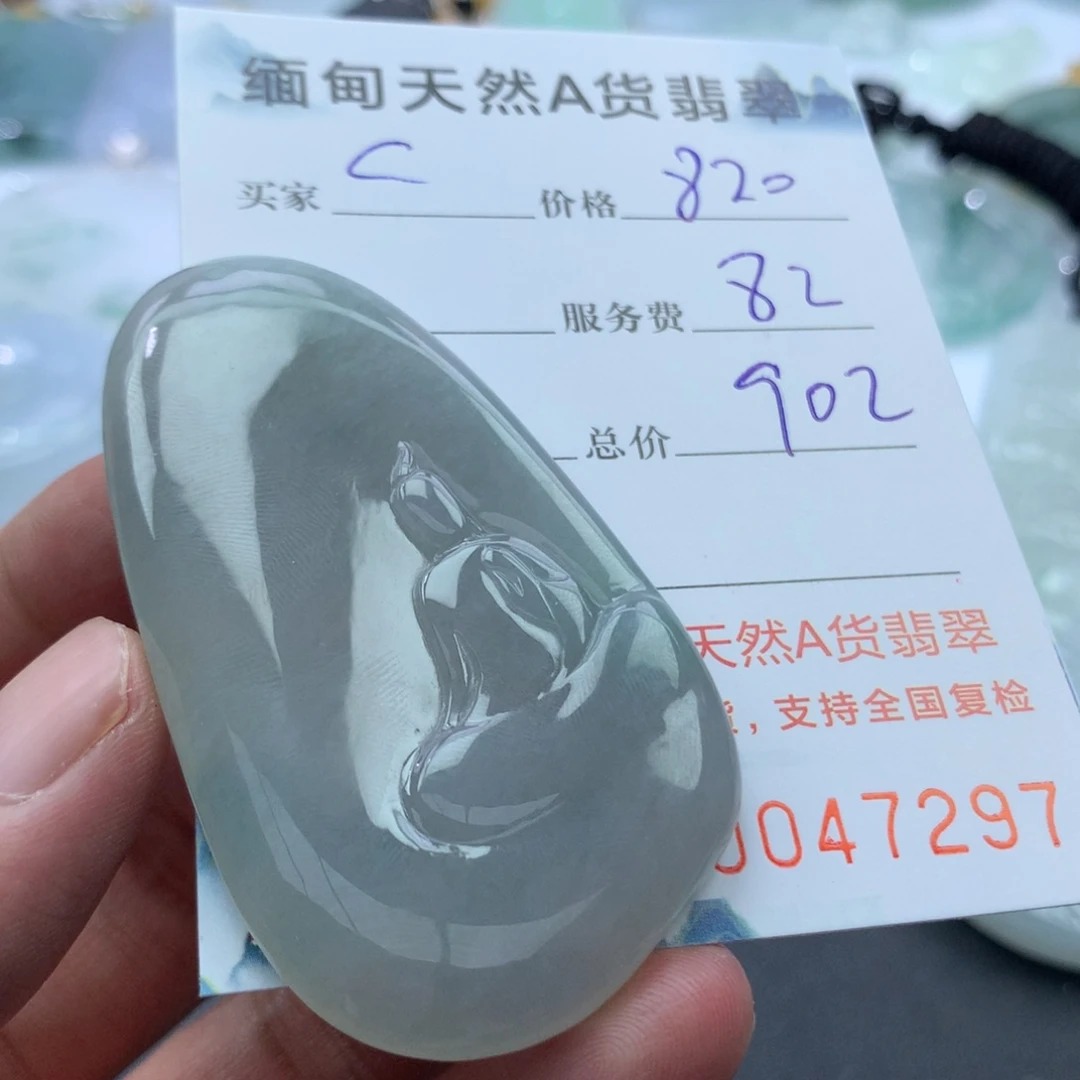 缅甸天然A货翡翠
买家 C 价格 820
服务费 82
总价 902
天然A货翡翠
，支持全国复检
0047297